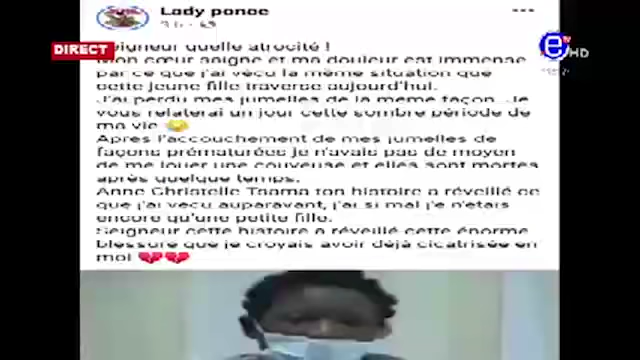 Lady ponce
DIRECT
HD
Seigneur quelle atrocité !
Mon cœur saigne et ma douleur est immense
parce que j'ai vécu la même situation que
cette jeune fille traverse aujourd'hui.
J'ai perdu mes jumelles de la même façon. Je
vous relaterai un jour cette sombre période de
ma vie 😢
Après l'accouchement de mes jumelles de
façons prématurées je n'avais pas de moyen
de me louer une couveuse et elles sont mortes
après quelque temps.
Anne Christelle Tsama ton histoire a réveillé ce
que j'ai vécu auparavant, j'ai si mal je n'étais
encore qu'une petite fille.
Seigneur cette histoire a réveillé cette énorme
blessure que je croyais avoir déjà cicatrisée en
moi 💔💔